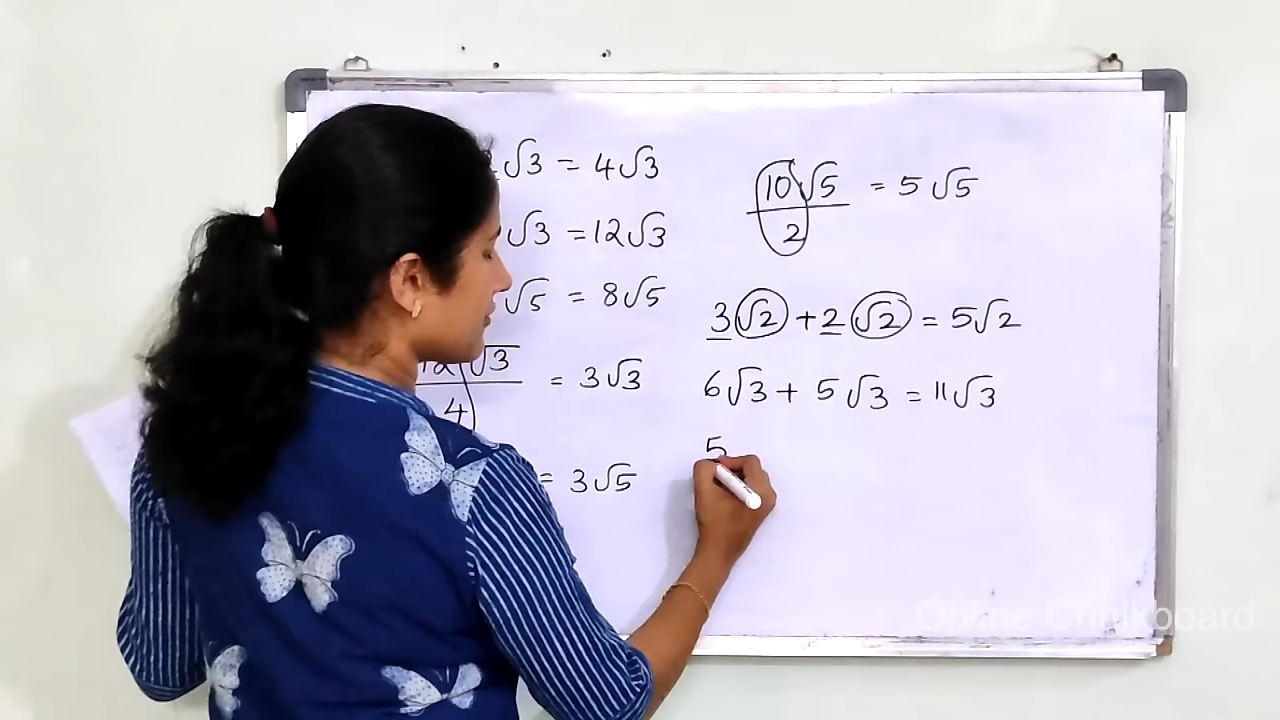 √3 = 4√3
√3 = 12√3
√5 = 8√5
12√3 / 4 = 3√3
= 3√5
10√5 / 2 = 5√5
3√2 + 2√2 = 5√2
6√3 + 5√3 = 11√3
5
Online